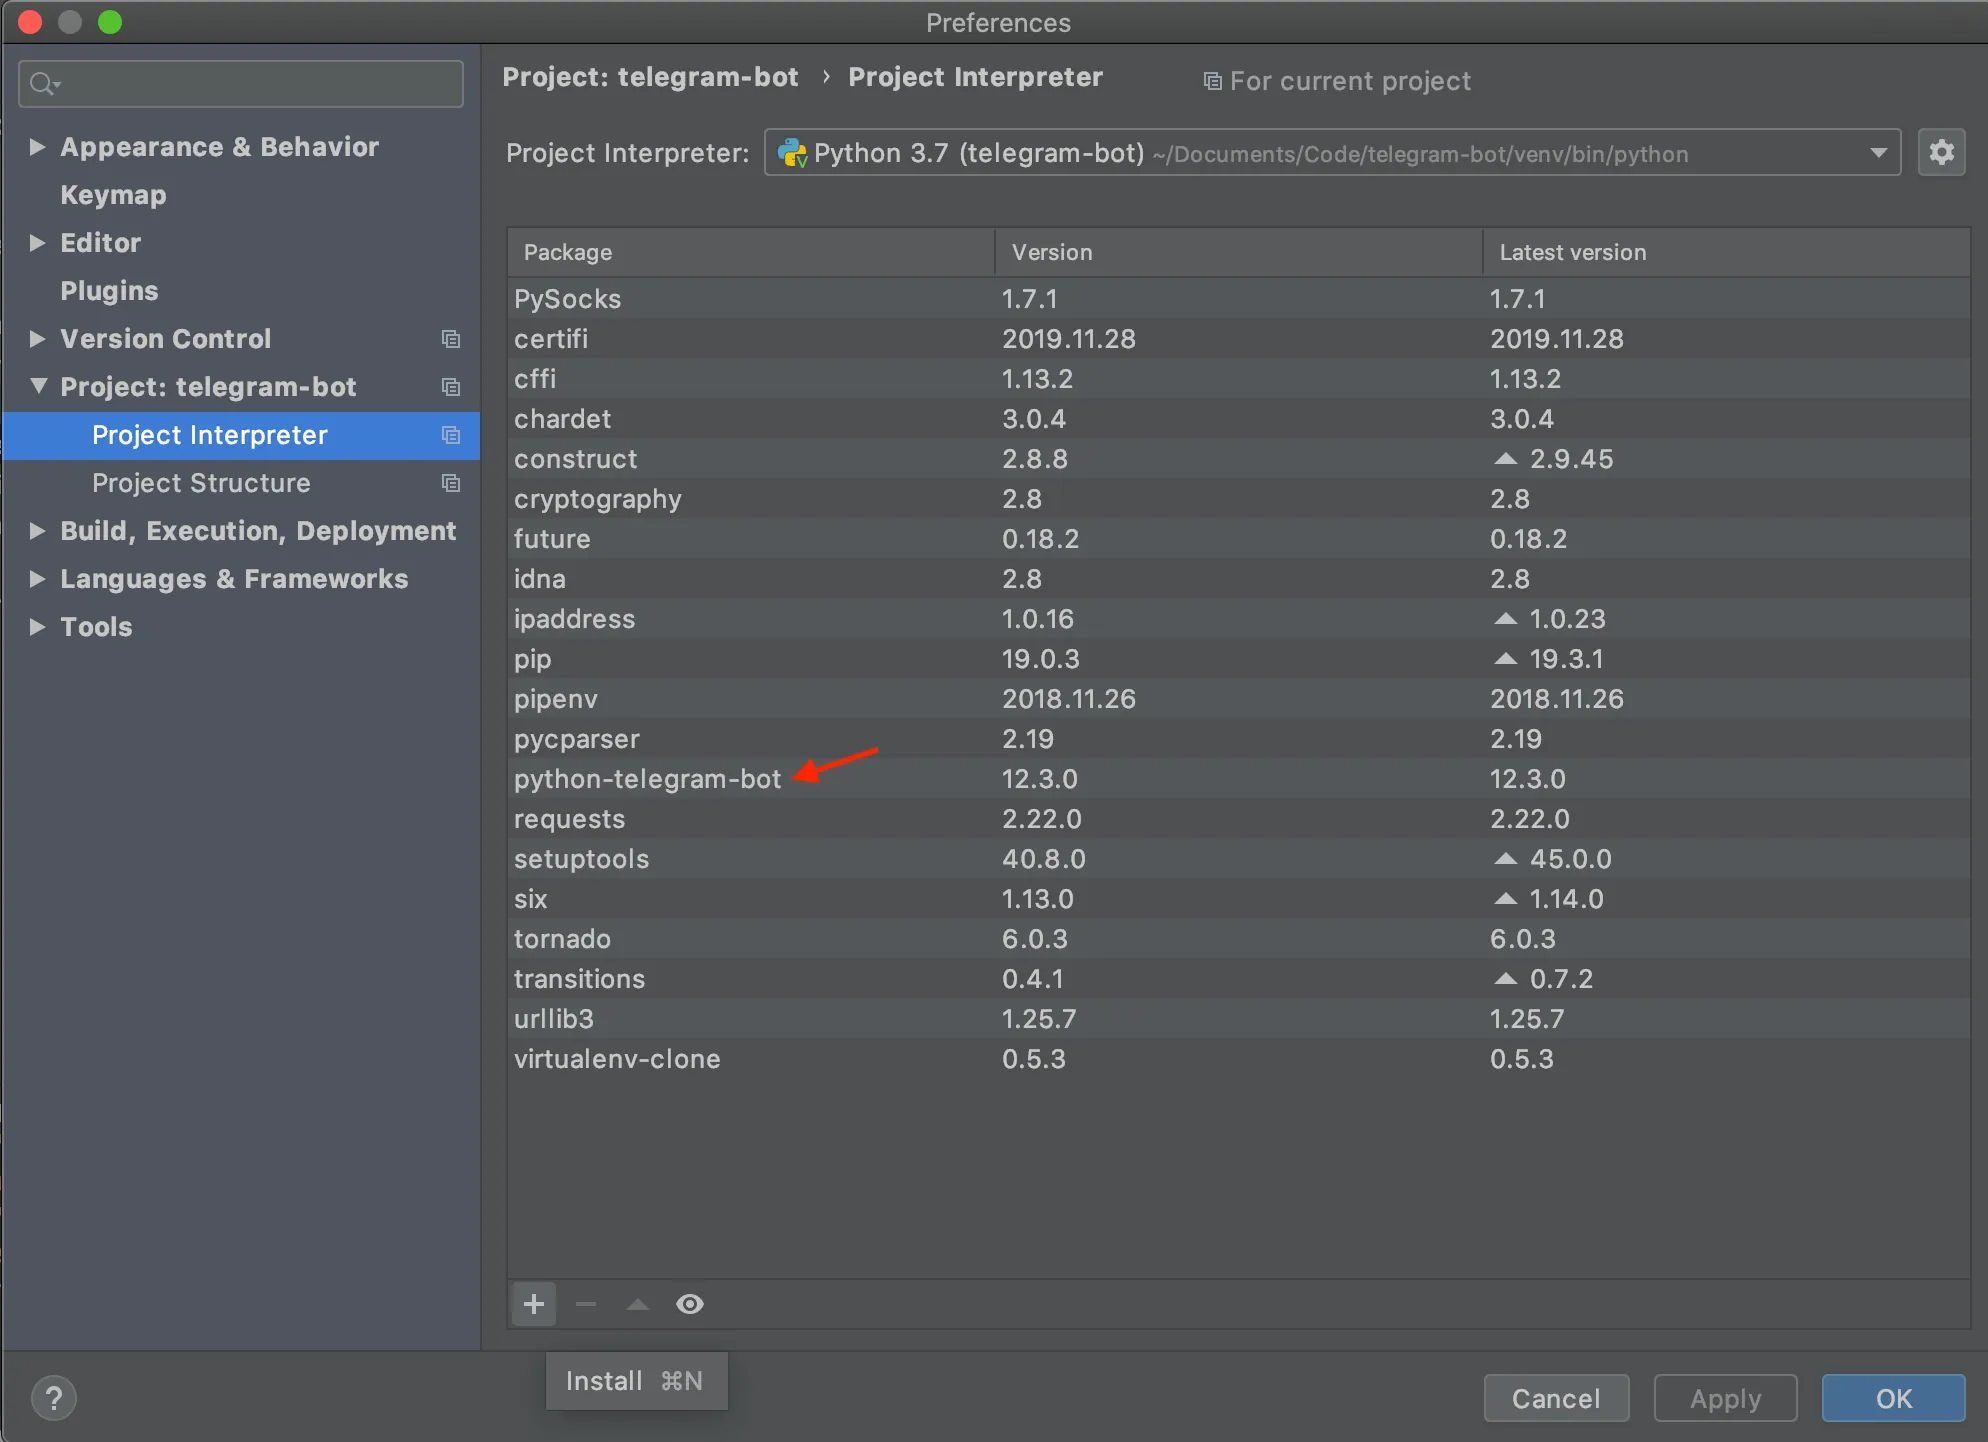 Preferences
Appearance & Behavior
Keymap
Editor
Plugins
Version Control
Project: telegram-bot
Project Interpreter
Project Structure
Build, Execution, Deployment
Languages & Frameworks
Tools
Project: telegram-bot › Project Interpreter For current project
Project Interpreter: Python 3.7 (telegram-bot) ~/Documents/Code/telegram-bot/venv/bin/python
Package Version Latest version
PySocks 1.7.1 1.7.1
certifi 2019.11.28 2019.11.28
cffi 1.13.2 1.13.2
chardet 3.0.4 3.0.4
construct 2.8.8 2.9.45
cryptography 2.8 2.8
future 0.18.2 0.18.2
idna 2.8 2.8
ipaddress 1.0.16 1.0.23
pip 19.0.3 19.3.1
pipenv 2018.11.26 2018.11.26
pycparser 2.19 2.19
python-telegram-bot 12.3.0 12.3.0
requests 2.22.0 2.22.0
setuptools 40.8.0 45.0.0
six 1.13.0 1.14.0
tornado 6.0.3 6.0.3
transitions 0.4.1 0.7.2
urllib3 1.25.7 1.25.7
virtualenv-clone 0.5.3 0.5.3
Install ⌘N
? Cancel Apply OK